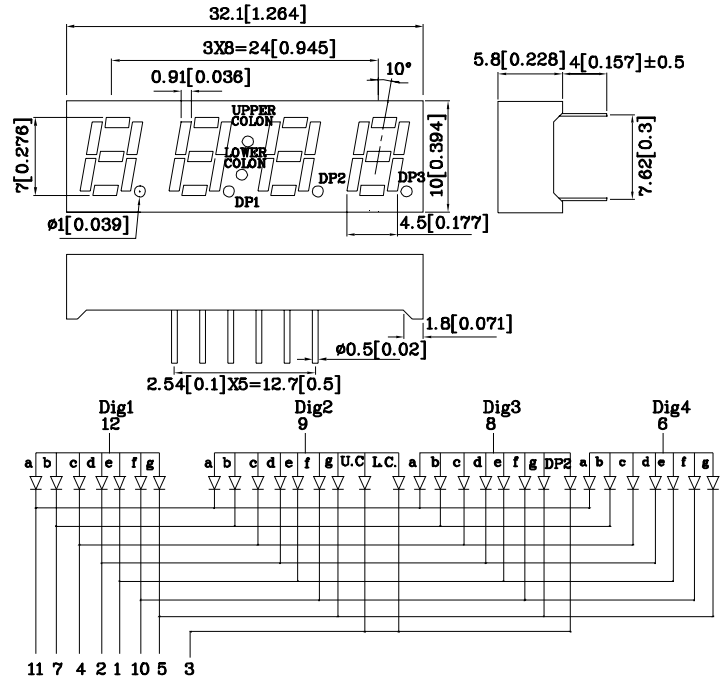 32.1[1.264]
3X8=24[0.945]
5.8[0.228] 4[0.157]±0.5
0.91[0.036] 10°
UPPER
COLON
LOWER
COLON
7[0.276]
10[0.394]
7.62[0.3]
DP1 DP2 DP3
ø1[0.039]
4.5[0.177]
1.8[0.071]
ø0.5[0.02]
2.54[0.1]X5=12.7[0.5]
Dig1 Dig2 Dig3 Dig4
12 9 8 6
a b c d e f g a b c d e f g U.C L.C. a b c d e f g DP2 a b c d e f g
11 7 4 2 1 10 5 3